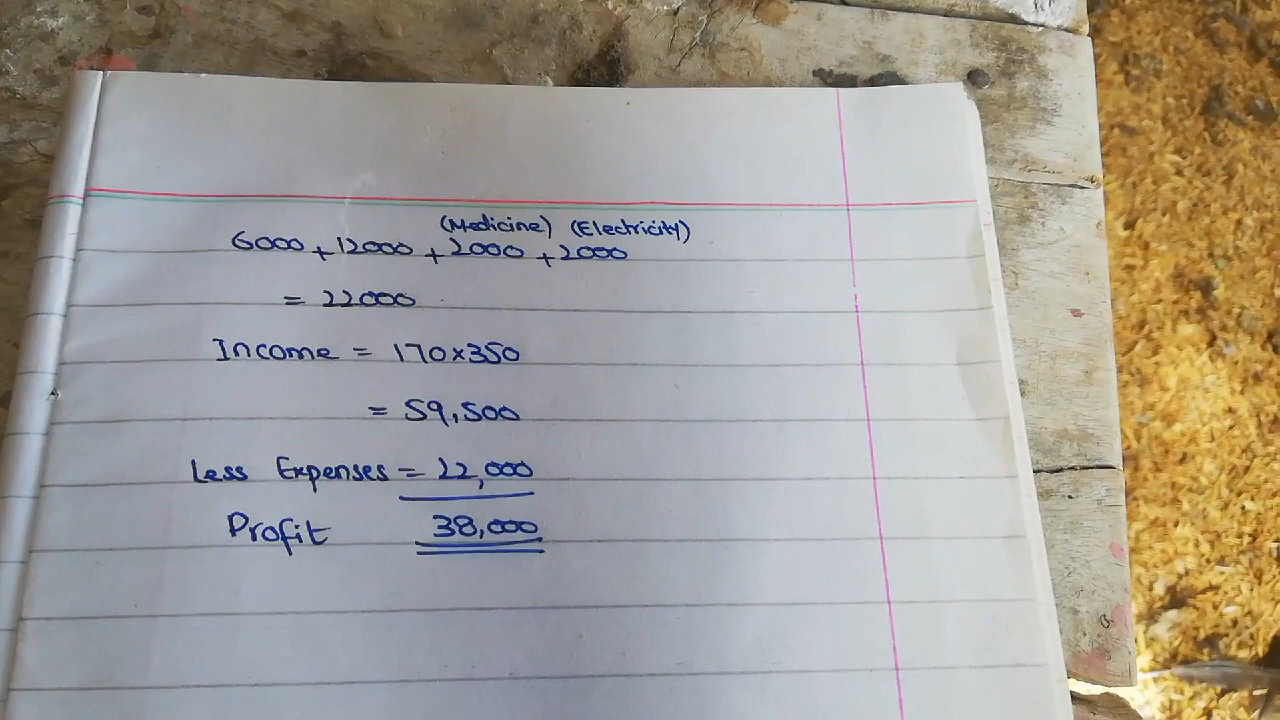 (Medicine) (Electricity)
6000 + 12000 + 2000 + 2000
= 22000
Income = 170x350
= 59,500
Less Expenses = 22,000
Profit 38,000